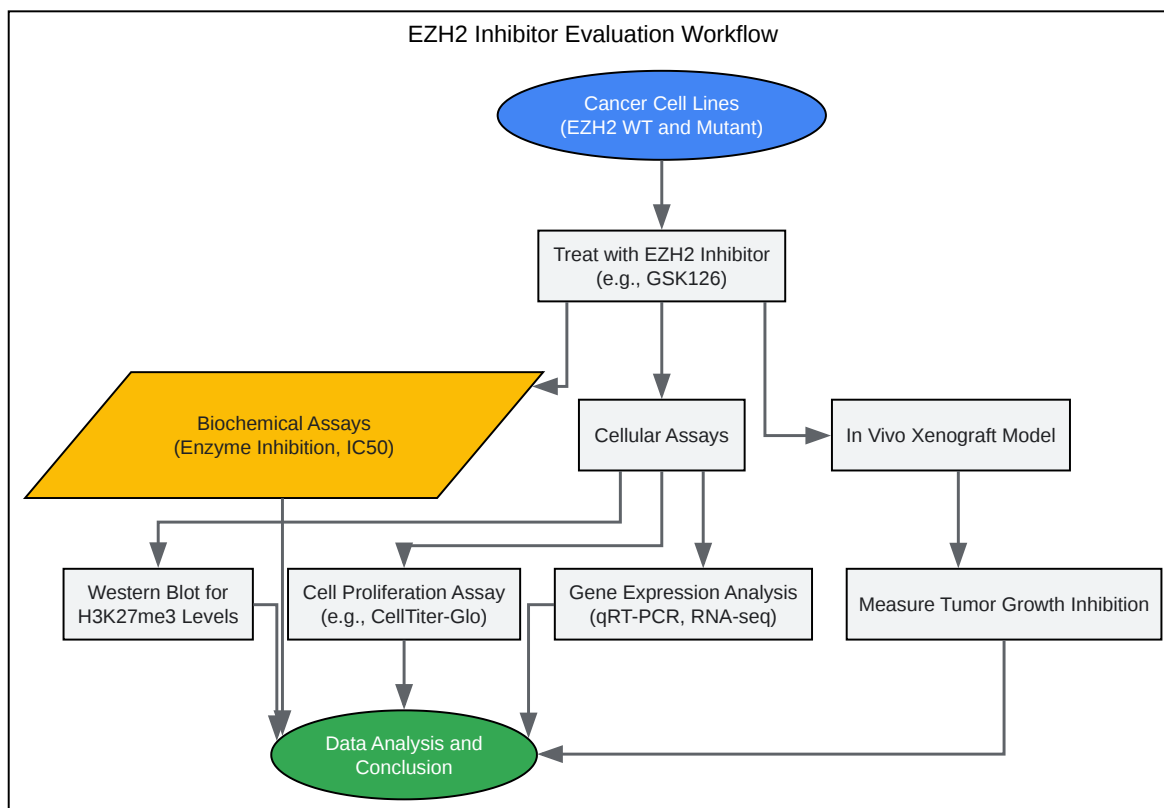 EZH2 Inhibitor Evaluation Workflow
Cancer Cell Lines
(EZH2 WT and Mutant)
Treat with EZH2 Inhibitor
(e.g., GSK126)
Biochemical Assays
(Enzyme Inhibition, IC50)
Cellular Assays
In Vivo Xenograft Model
Western Blot for
H3K27me3 Levels
Cell Proliferation Assay
(e.g., CellTiter-Glo)
Gene Expression Analysis
(qRT-PCR, RNA-seq)
Measure Tumor Growth Inhibition
Data Analysis and
Conclusion